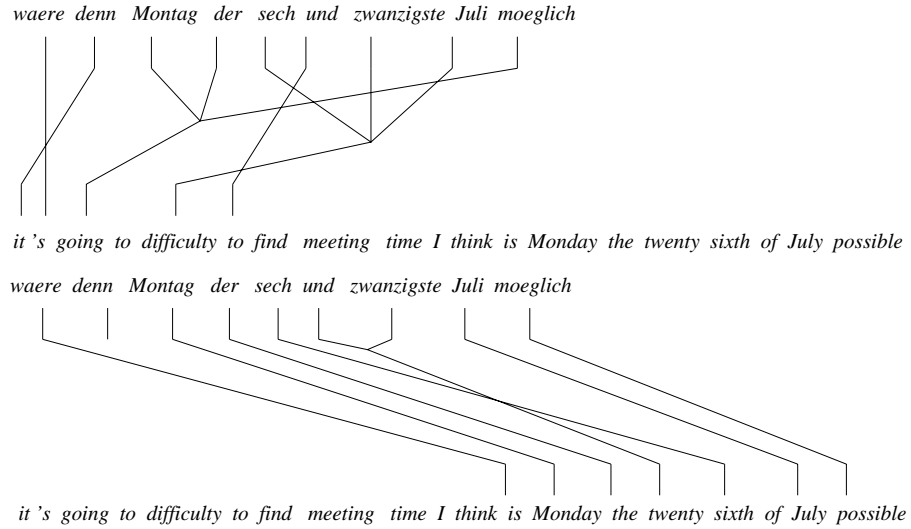 waere denn Montag der sech und zwanzigste Juli moeglich
it 's going to difficulty to find meeting time I think is Monday the twenty sixth of July possible
waere denn Montag der sech und zwanzigste Juli moeglich
it 's going to difficulty to find meeting time I think is Monday the twenty sixth of July possible